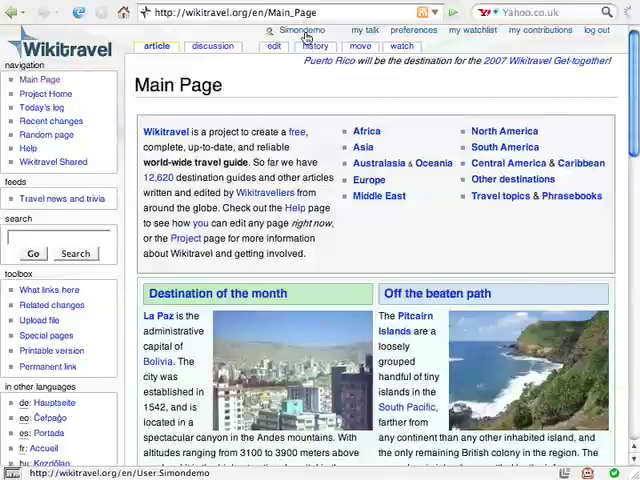 http://wikitravel.org/en/Main_Page
Yahoo.co.uk
Simondemo my talk preferences my watchlist my contributions log out
article discussion edit history move watch
Wikitravel
Puerto Rico will be the destination for the 2007 Wikitravel Get-together!
navigation
Main Page
Project Home
Today's log
Recent changes
Random page
Help
Wikitravel Shared
feeds
Travel news and trivia
search
Go Search
toolbox
What links here
Related changes
Upload file
Special pages
Printable version
Permanent link
in other languages
de: Hauptseite
eo: Ĉefpaĝo
es: Portada
fr: Accueil
hu: Kezdőlap
Main Page
Wikitravel is a project to create a free,
complete, up-to-date, and reliable
world-wide travel guide. So far we have
12,620 destination guides and other articles
written and edited by Wikitravellers from
around the globe. Check out the Help page
to see how you can edit any page right now,
or the Project page for more information
about Wikitravel and getting involved.
Africa
Asia
Australasia & Oceania
Europe
Middle East
North America
South America
Central America & Caribbean
Other destinations
Travel topics & Phrasebooks
Destination of the month
La Paz is the
administrative
capital of
Bolivia. The
city was
established in
1542, and is
located in a
spectacular canyon in the Andes mountains. With
altitudes ranging from 3100 to 3900 meters above
Off the beaten path
The Pitcairn
Islands are a
loosely
grouped
handful of tiny
islands in the
South Pacific,
farther from
any continent than any other inhabited island, and
the only remaining British colony in the region. The
http://wikitravel.org/en/User:Simondemo